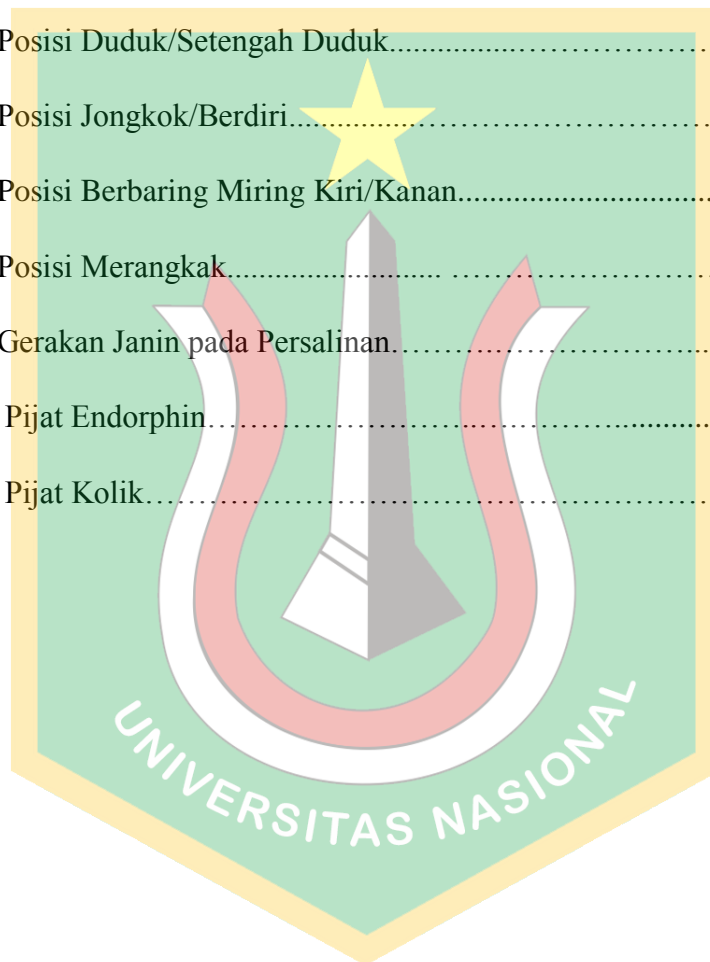 Posisi Duduk/Setengah Duduk................……………………
Posisi Jongkok/Berdiri................…………………………………
Posisi Berbaring Miring Kiri/Kanan.................................
Posisi Merangkak........................... ……………………………
Gerakan Janin pada Persalinan……………………………...
Pijat Endorphin…………………………………………..........
Pijat Kolik…………………………………………………………
UNIVERSITAS NASIONAL